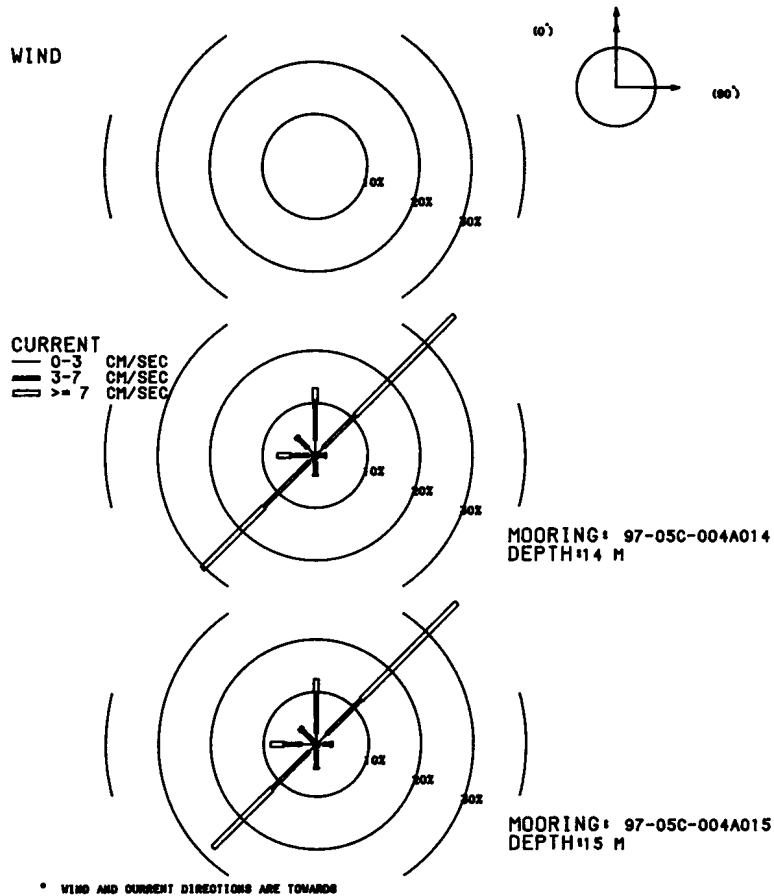 WIND
(0°)
(90°)
10%
20%
30%
CURRENT
0-3 CM/SEC
3-7 CM/SEC
>= 7 CM/SEC
10%
20%
30%
MOORING: 97-05C-004A014
DEPTH:14 M
10%
20%
30%
MOORING: 97-05C-004A015
DEPTH:15 M
* WIND AND CURRENT DIRECTIONS ARE TOWARDS